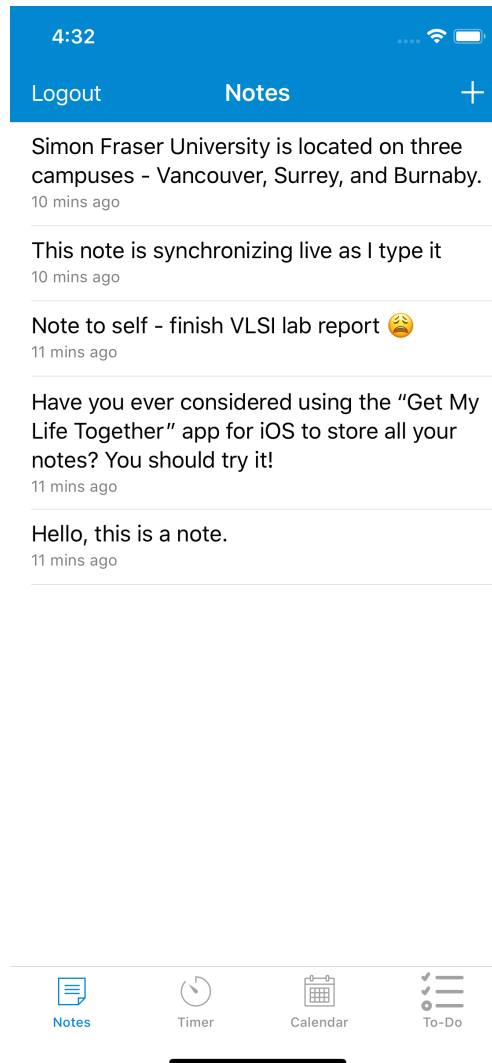 4:32
Logout Notes +
Simon Fraser University is located on three
campuses - Vancouver, Surrey, and Burnaby.
10 mins ago
This note is synchronizing live as I type it
10 mins ago
Note to self - finish VLSI lab report 😩
11 mins ago
Have you ever considered using the “Get My
Life Together” app for iOS to store all your
notes? You should try it!
11 mins ago
Hello, this is a note.
11 mins ago
Notes Timer Calendar To-Do